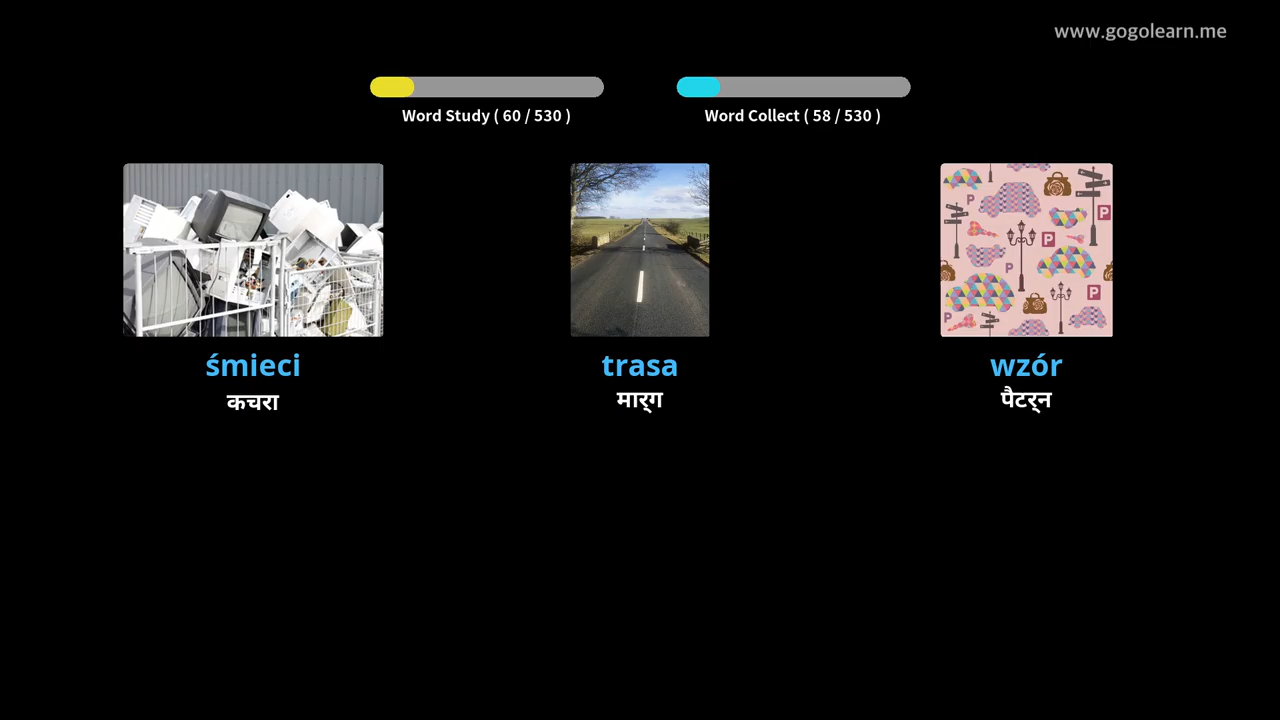 www.gogolearn.me
Word Study ( 60 / 530 )
Word Collect ( 58 / 530 )
śmieci
trasa
wzór
कचरा
मार्ग
पैटर्न